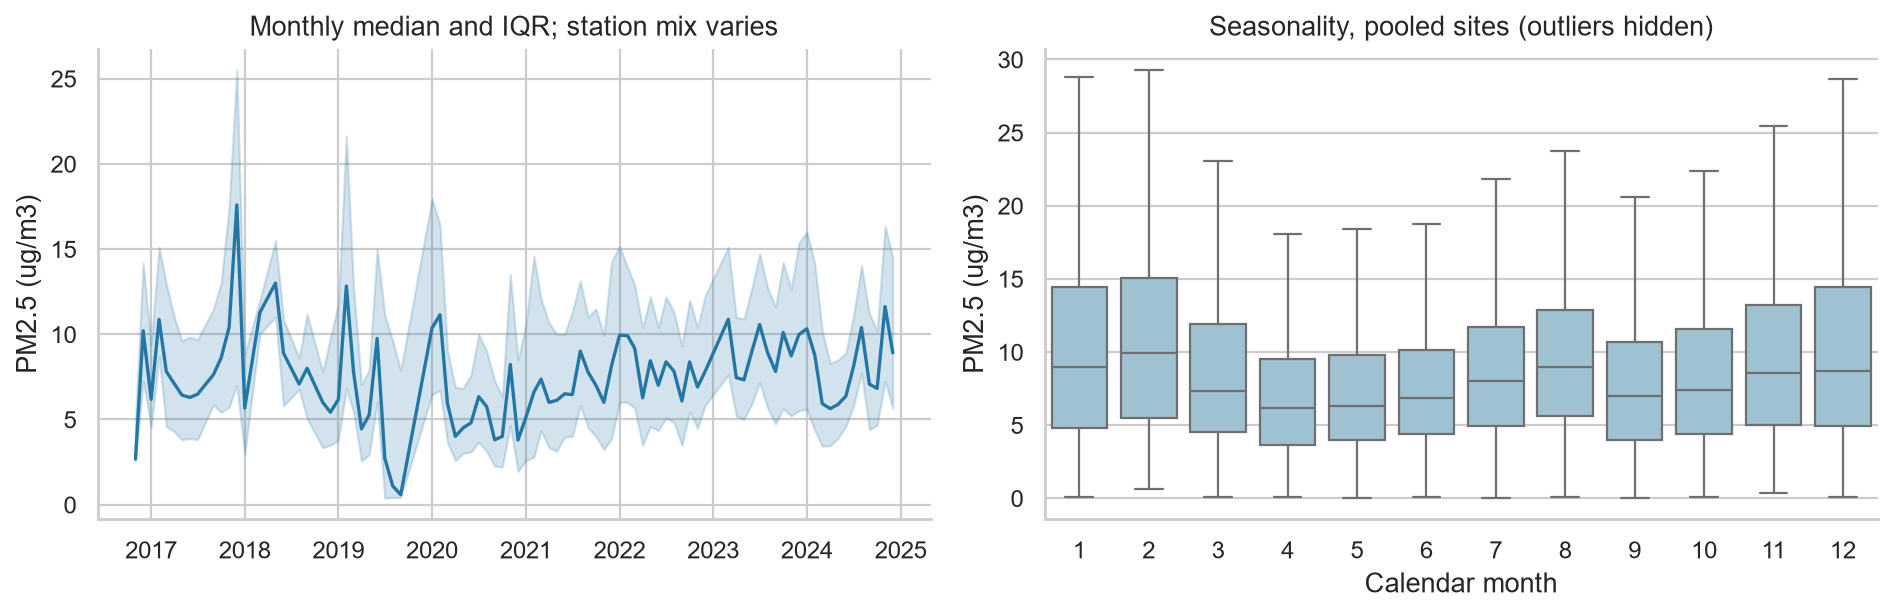 Monthly median and IQR; station mix varies
PM2.5 (ug/m3)
25
20
15
10
5
0
2017 2018 2019 2020 2021 2022 2023 2024 2025
Seasonality, pooled sites (outliers hidden)
PM2.5 (ug/m3)
30
25
20
15
10
5
0
1 2 3 4 5 6 7 8 9 10 11 12
Calendar month